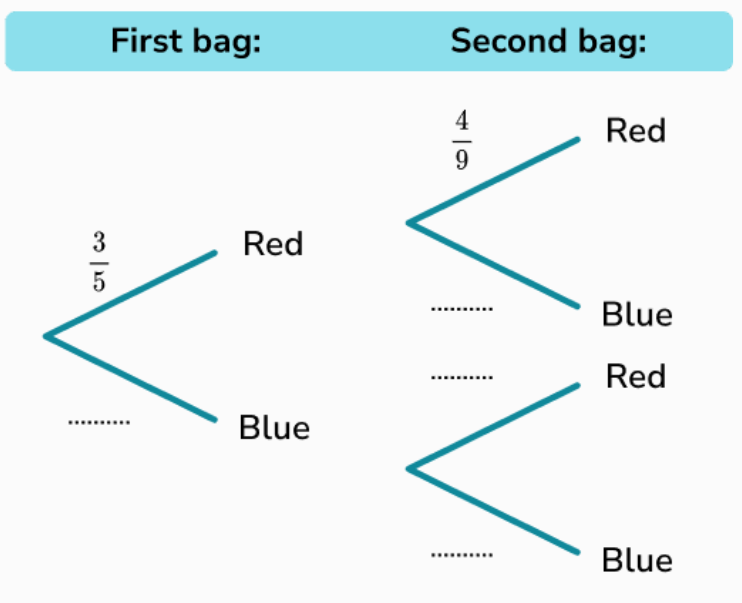 First bag: Second bag:
4/9 Red
3/5 Red
.......... Blue
.......... Red
.......... Blue
.......... Blue